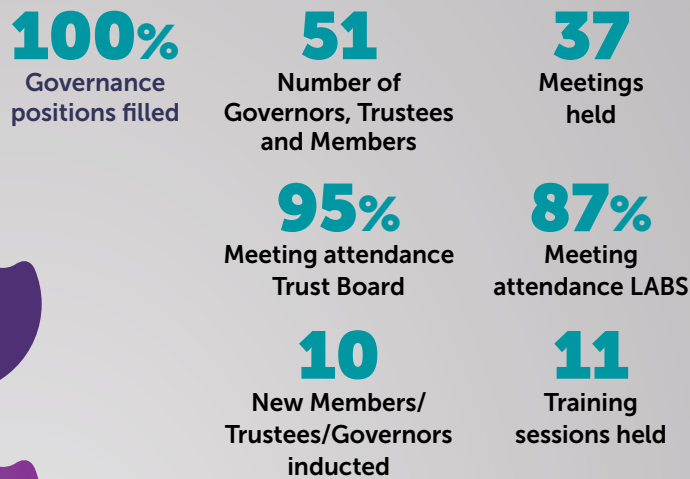 100%
Governance
positions filled
51
Number of
Governors, Trustees
and Members
37
Meetings
held
95%
Meeting attendance
Trust Board
87%
Meeting
attendance LABS
10
New Members/
Trustees/Governors
inducted
11
Training
sessions held